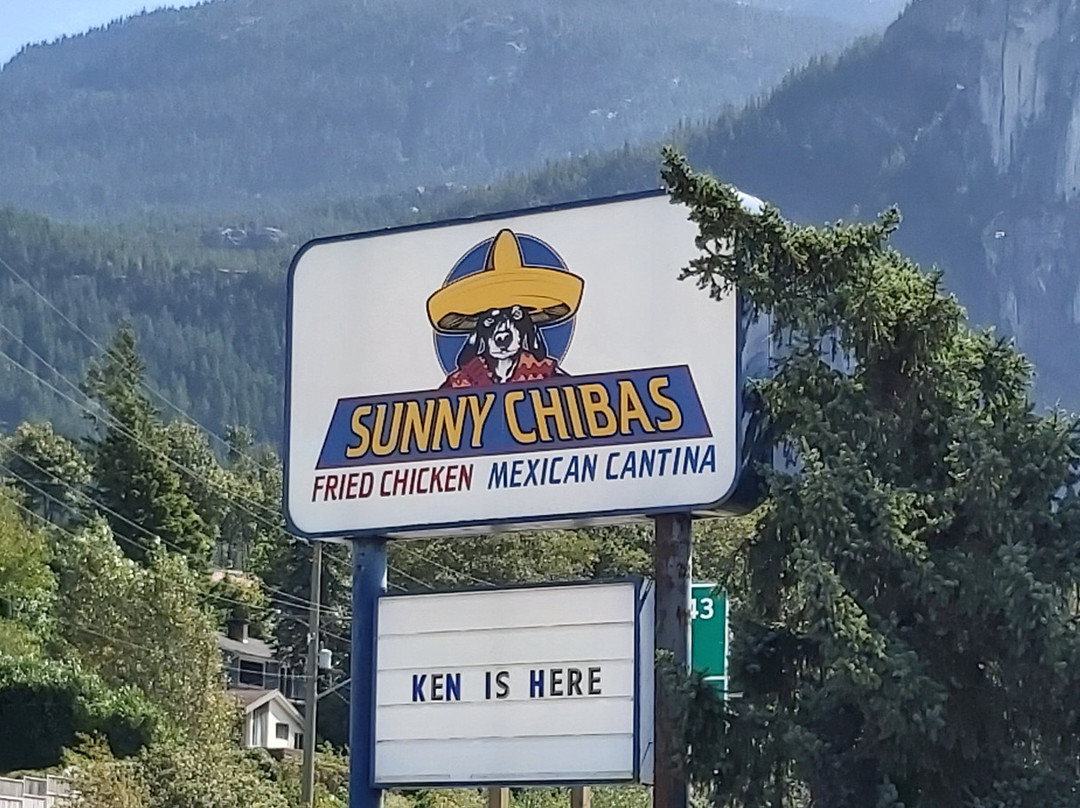 SUNNY CHIBAS
FRIED CHICKEN MEXICAN CANTINA
KEN IS HERE
43